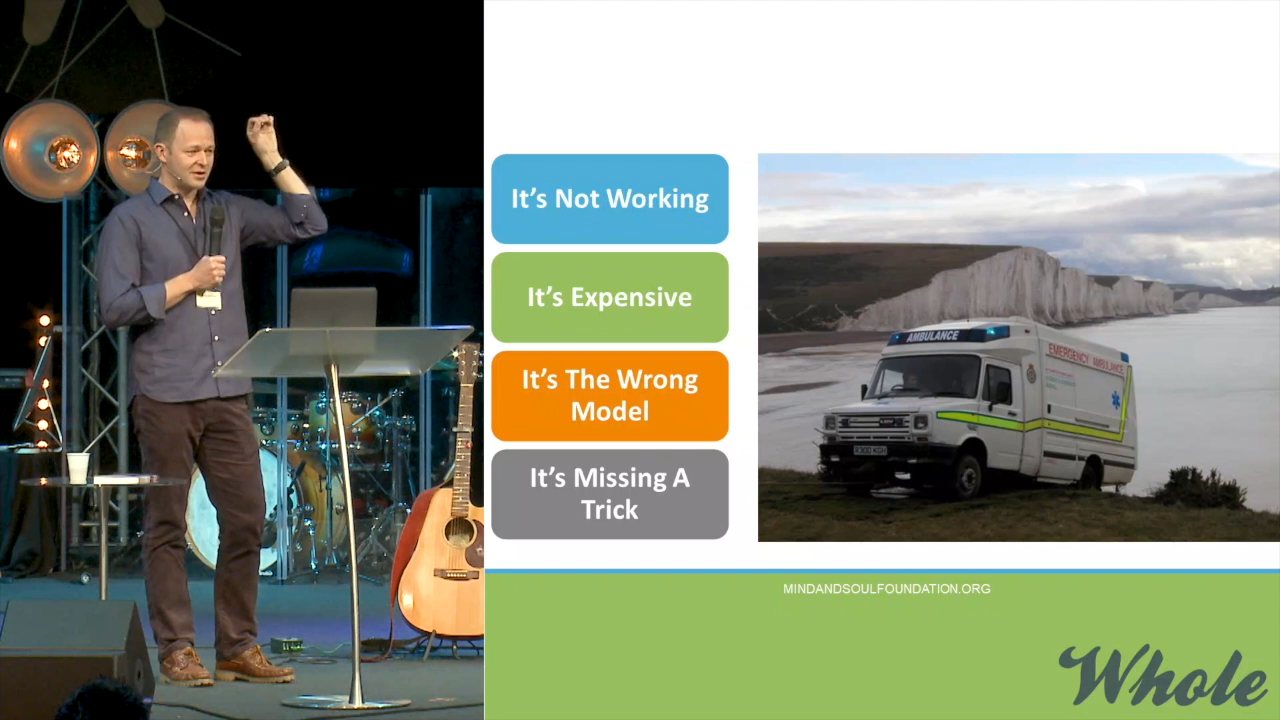 It's Not Working
It's Expensive
It's The Wrong
Model
It's Missing A
Trick
AMBULANCE
EMERGENCY AMBULANCE
MINDANDSOULFOUNDATION.ORG
Whole